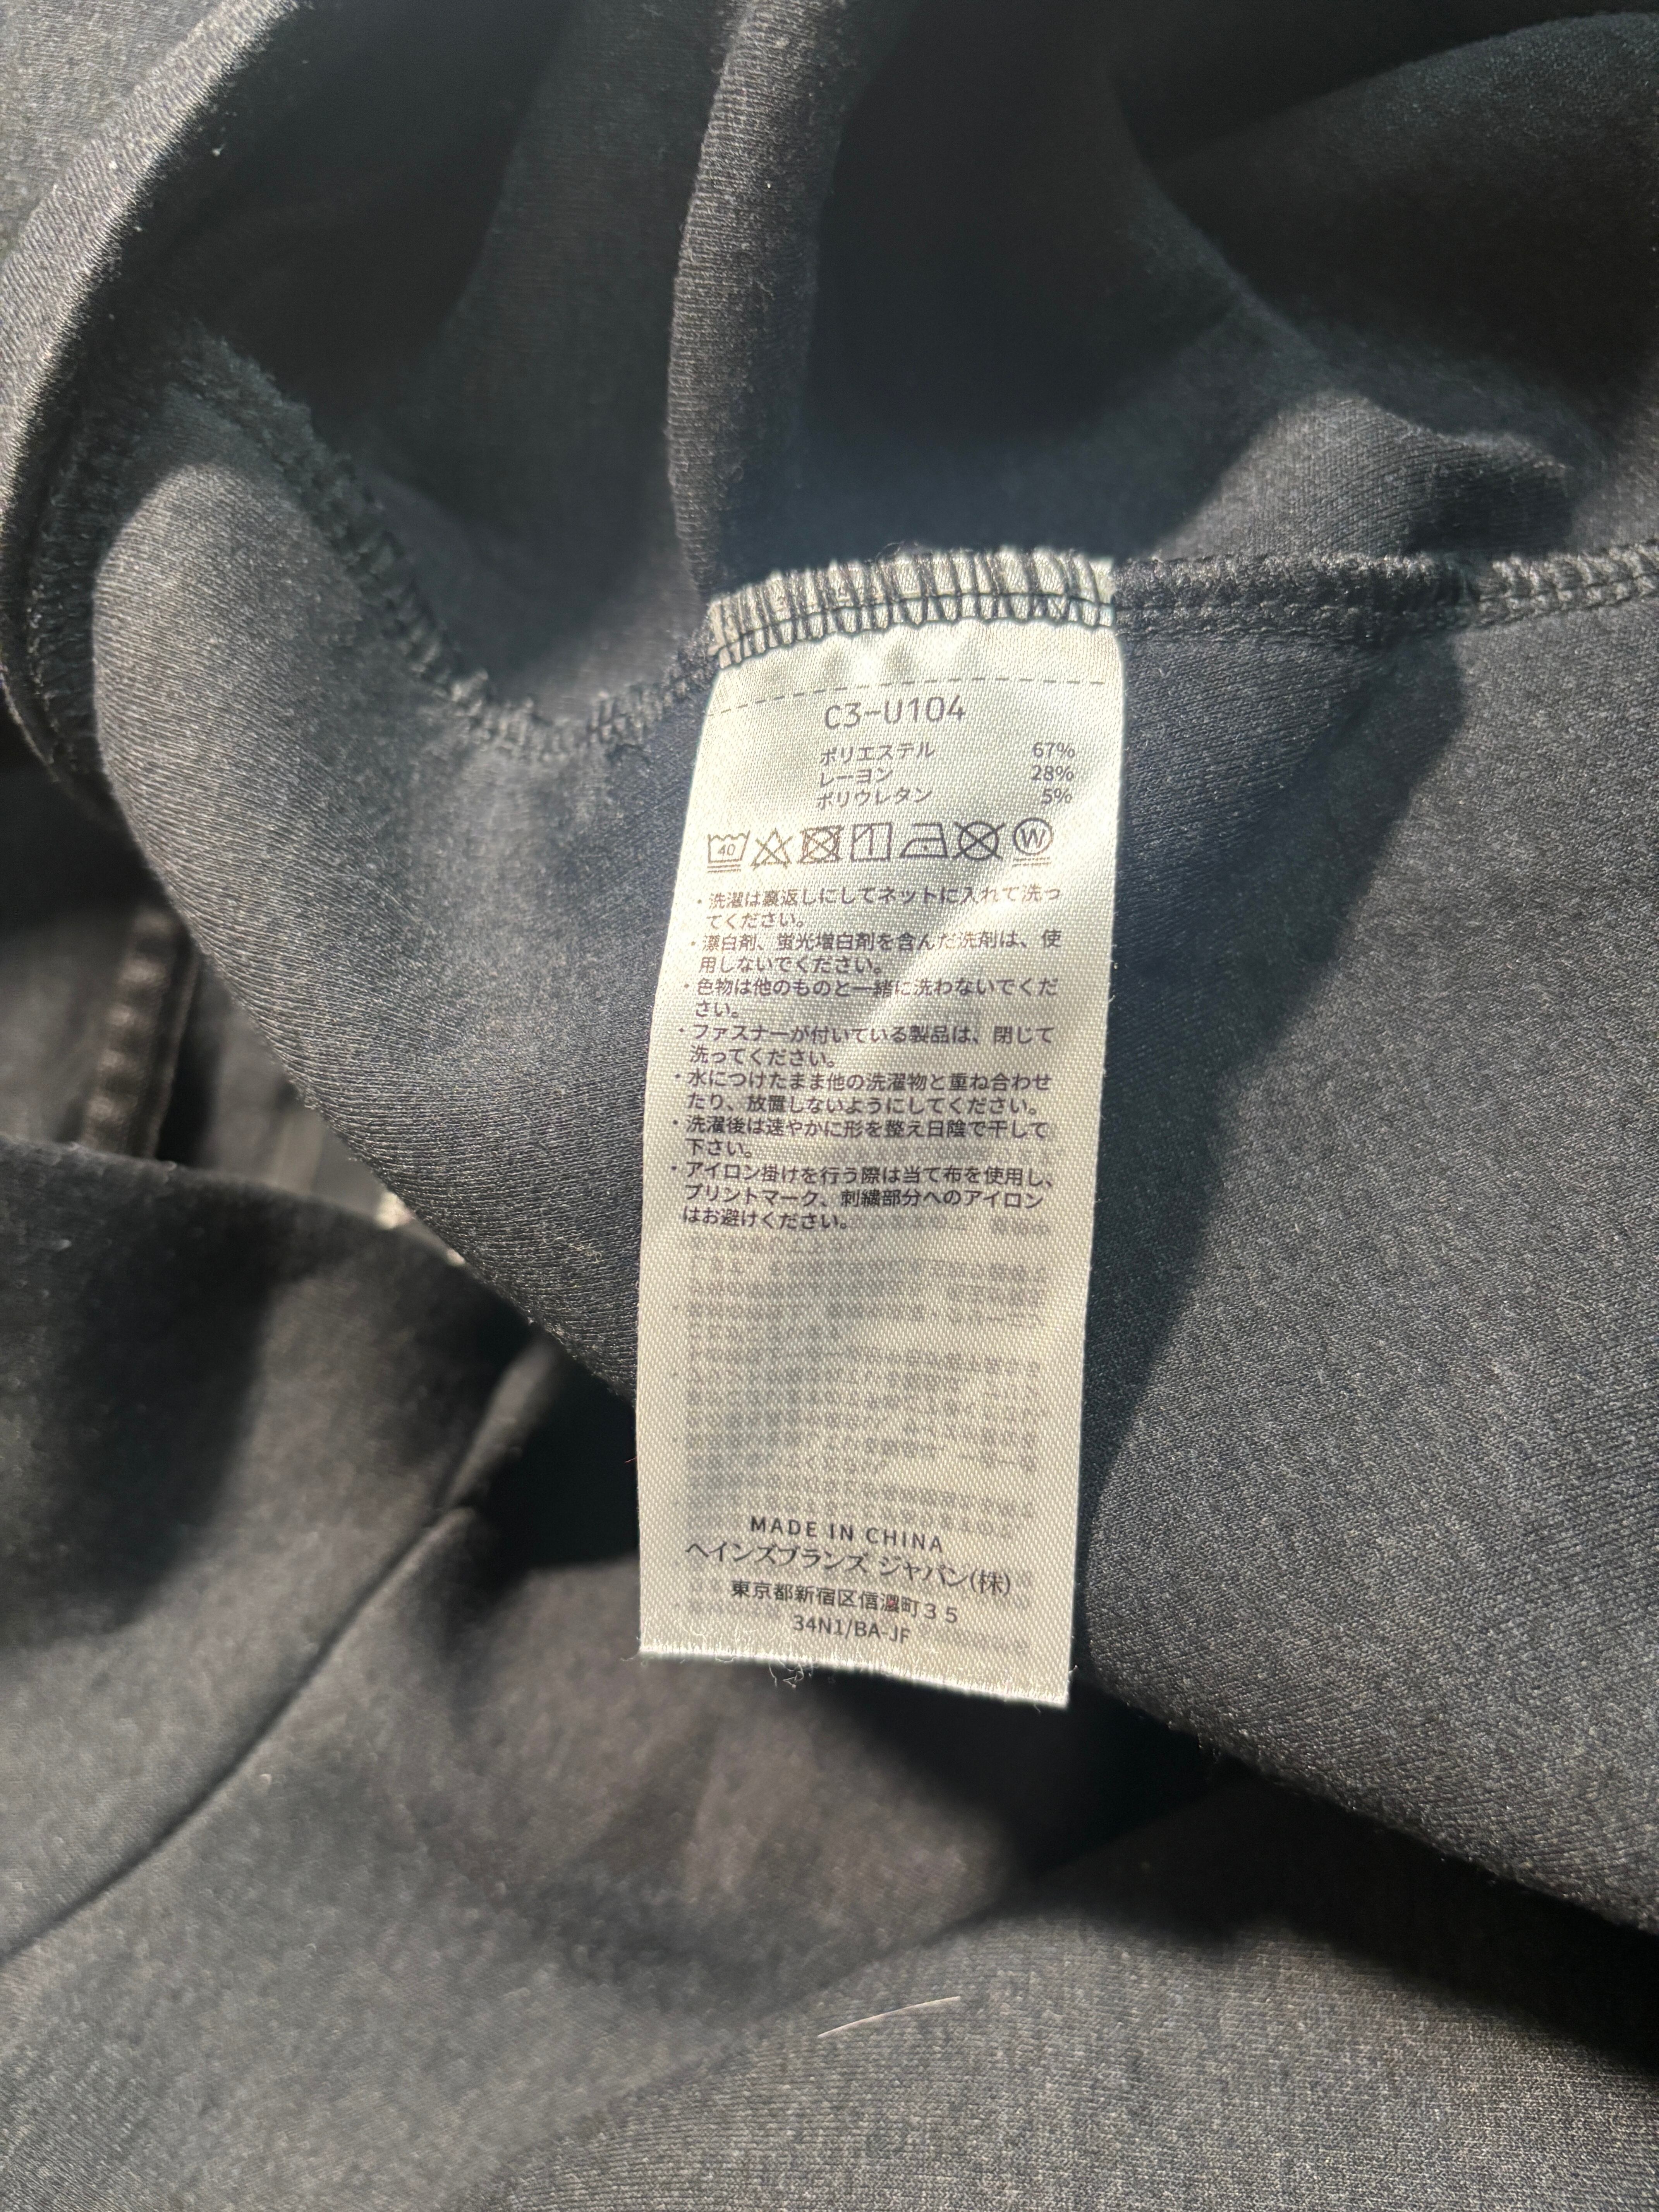 C3-U104
ポリエステル 67%
レーヨン 28%
ポリウレタン 5%
40
W
・洗濯は裏返しにしてネットに入れて洗っ
てください。
・漂白剤、蛍光増白剤を含んだ洗剤は、使
用しないでください。
・色物は他のものと一緒に洗わないでくだ
さい。
・ファスナーが付いている製品は、閉じて
洗ってください。
・水につけたまま他の洗濯物と重ね合わせ
たり、放置しないようにしてください。
・洗濯後は速やかに形を整え日陰で干して
下さい。
・アイロン掛けを行う際は当て布を使用し、
プリントマーク、刺繍部分へのアイロン
はお避けください。
MADE IN CHINA
ヘインズブランズ ジャパン(株)
東京都新宿区信濃町35
34N1/BA-JF